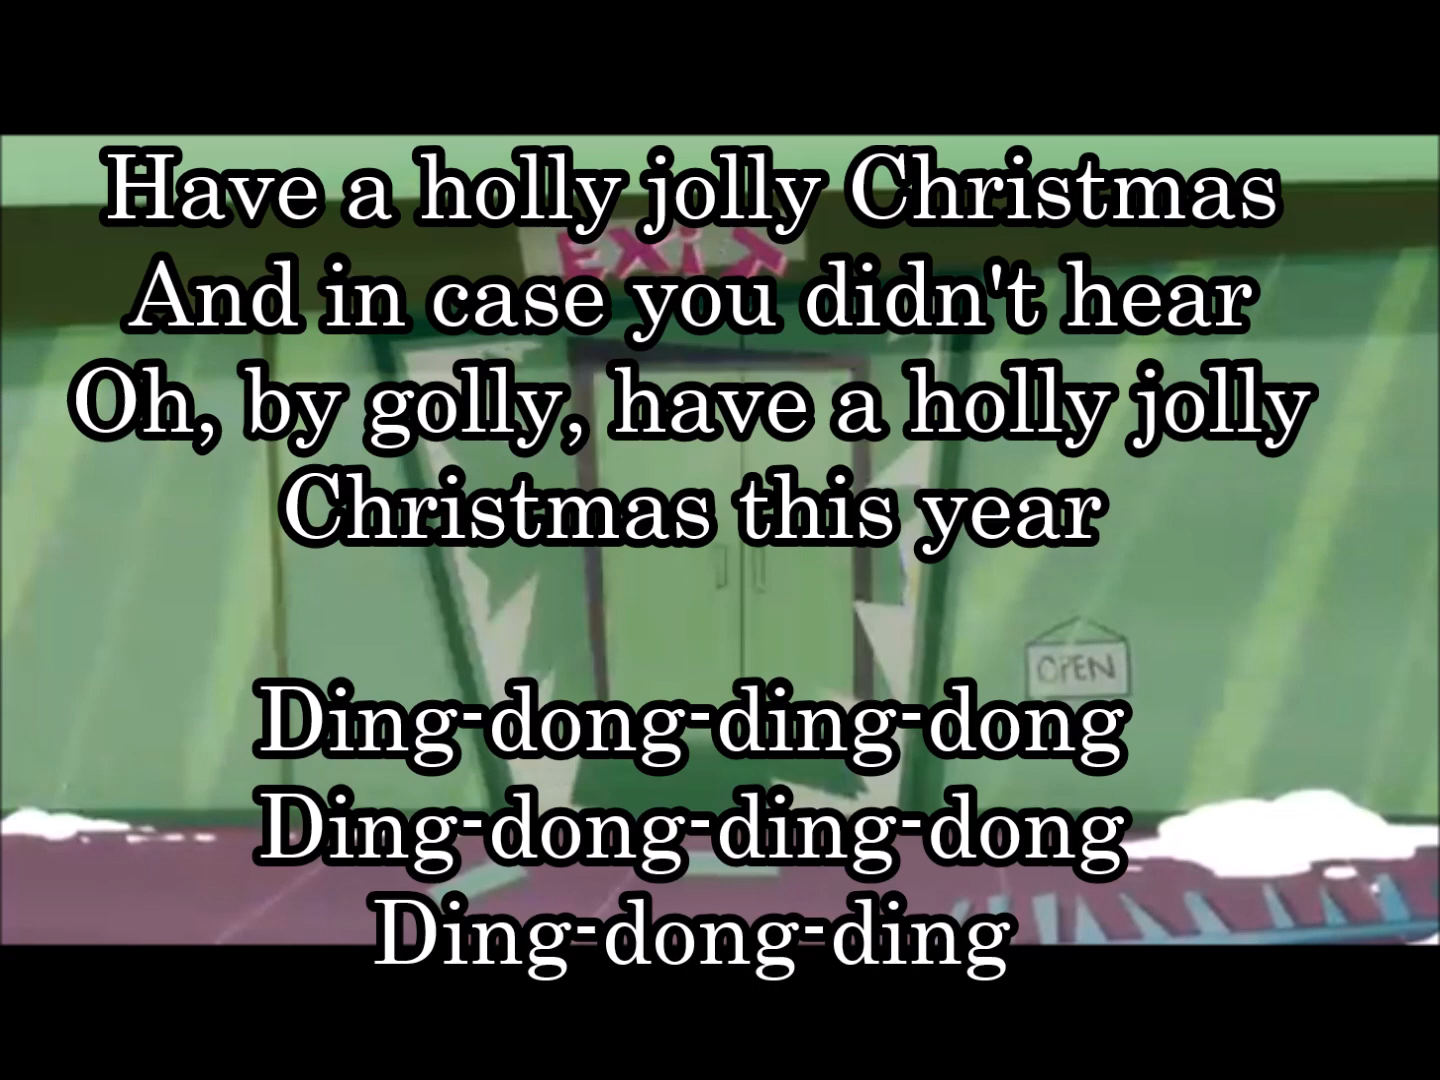 Have a holly jolly Christmas
EXIT
And in case you didn't hear
Oh, by golly, have a holly jolly
Christmas this year
OPEN
Ding-dong-ding-dong
Ding-dong-ding-dong
Ding-dong-ding